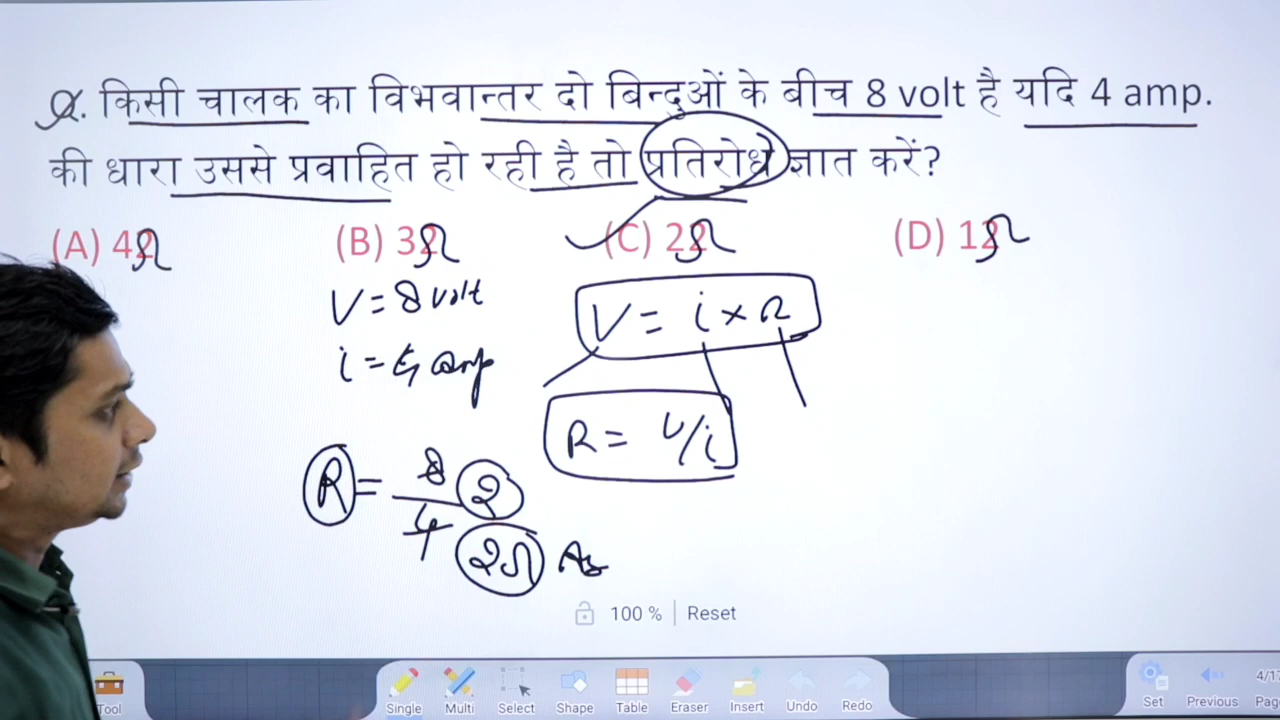 Q. किसी चालक का विभवान्तर दो बिन्दुओं के बीच 8 volt है यदि 4 amp.
की धारा उससे प्रवाहित हो रही है तो प्रतिरोध ज्ञात करें?
(A) 4Ω (B) 3Ω (C) 2Ω (D) 1Ω
V = 8 volt
V = i × R
i = 4 amp
R = V/i
R = 8/4 2
2Ω Ans
100 % Reset
Tool Single Multi Select Shape Table Eraser Insert Undo Redo Set Previous
4/17